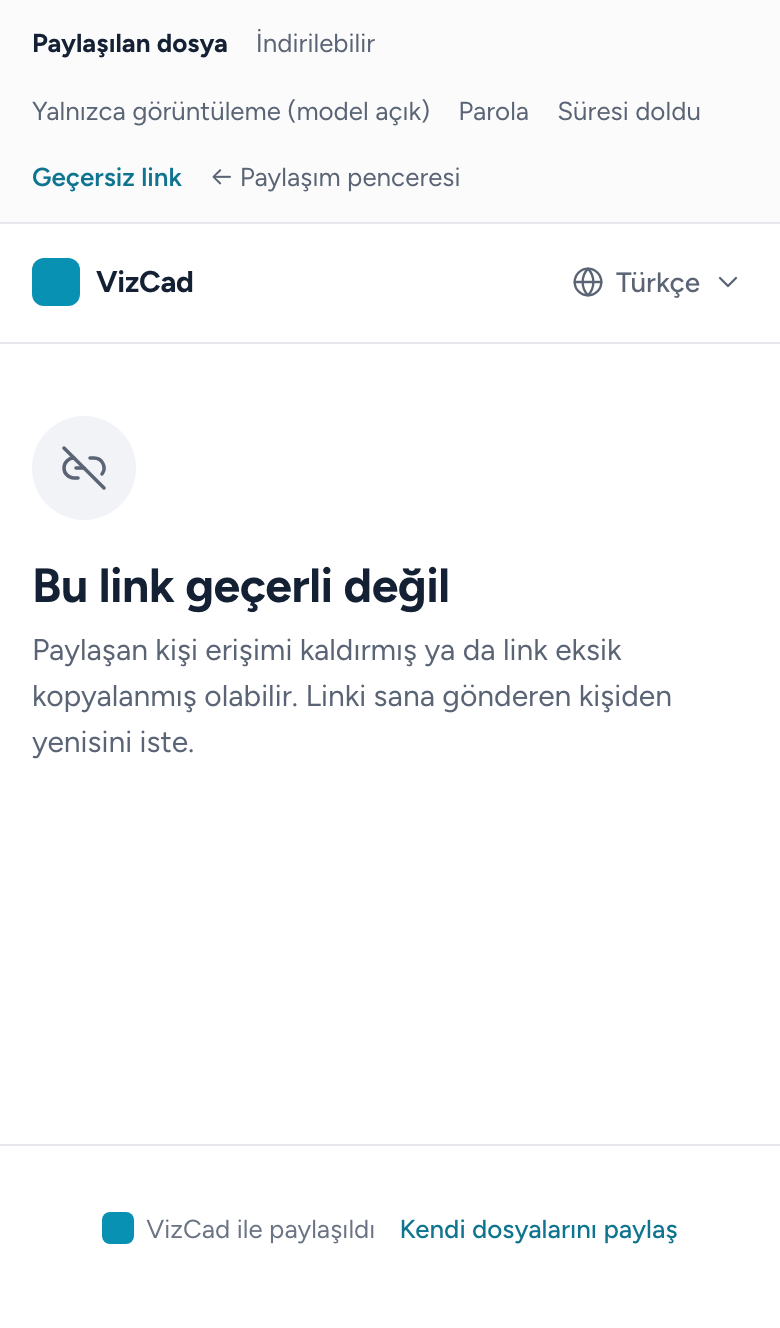 Paylaşılan dosya İndirilebilir
Yalnızca görüntüleme (model açık) Parola Süresi doldu
Geçersiz link ← Paylaşım penceresi
VizCad Türkçe
Bu link geçerli değil
Paylaşan kişi erişimi kaldırmış ya da link eksik
kopyalanmış olabilir. Linki sana gönderen kişiden
yenisini iste.
VizCad ile paylaşıldı Kendi dosyalarını paylaş